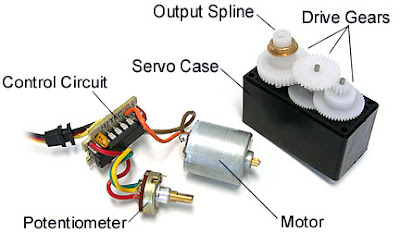 Output Spline
Drive Gears
Servo Case
Control Circuit
Potentiometer
Motor